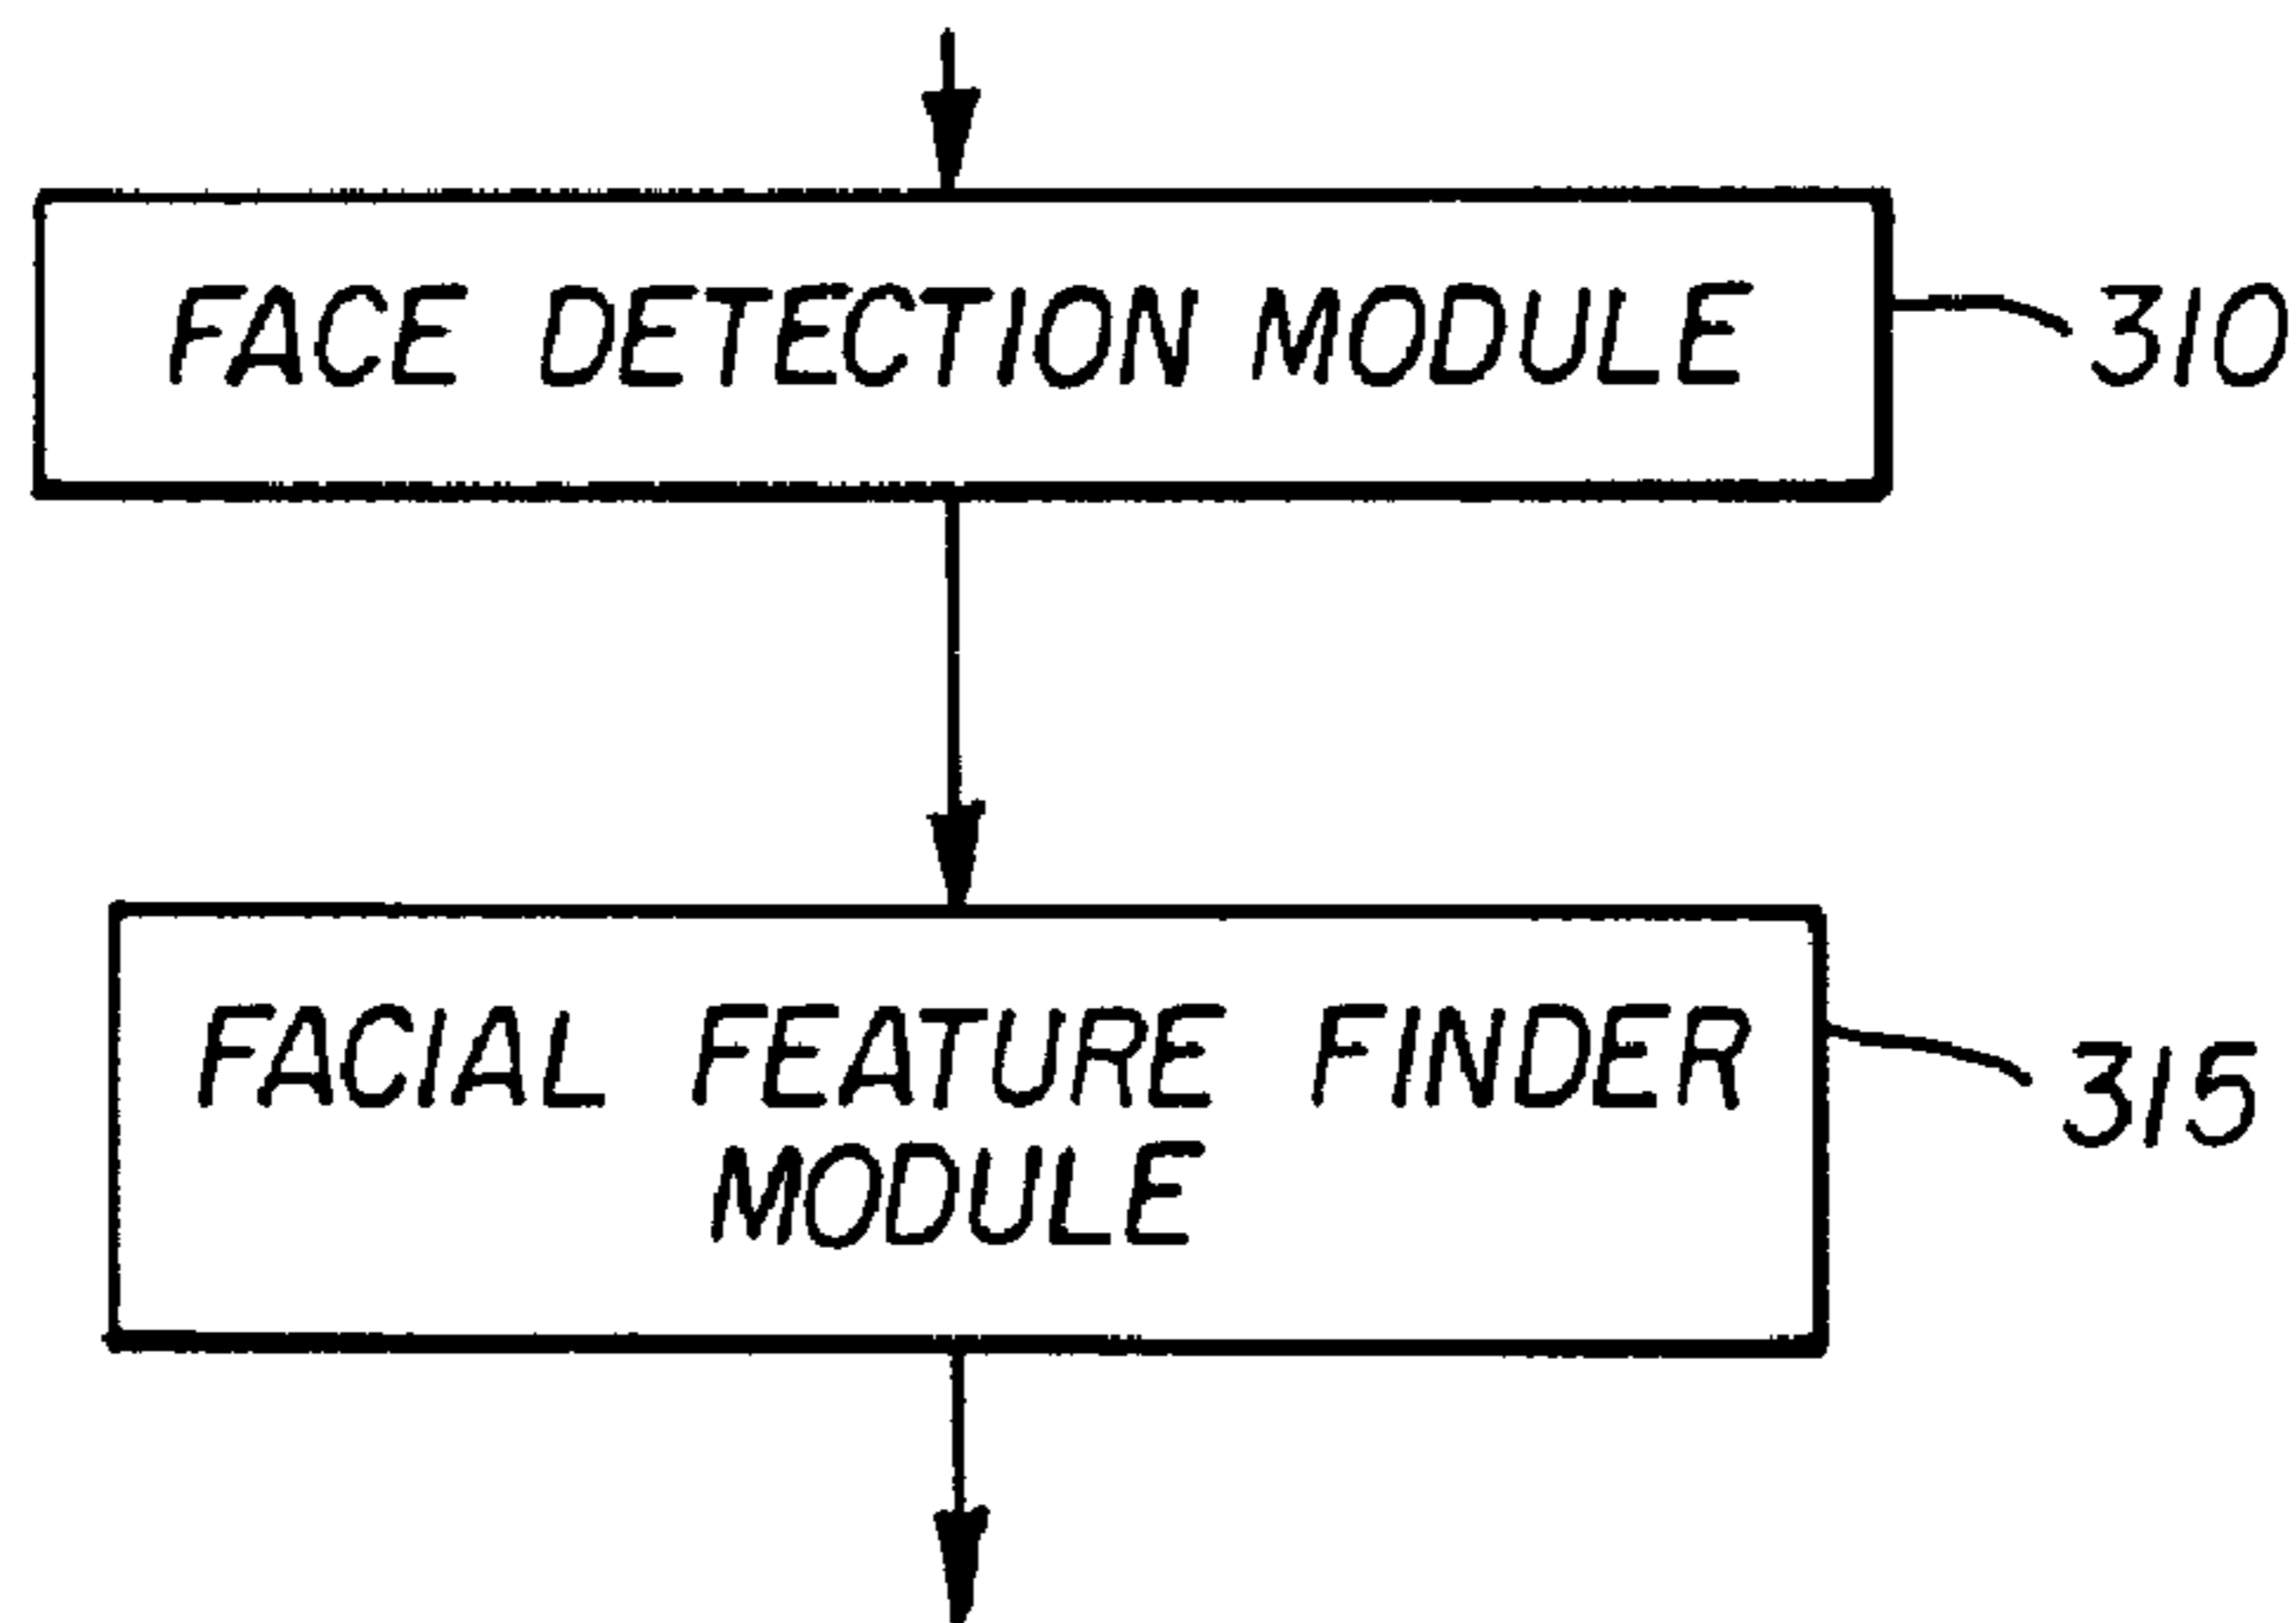 FACE DETECTION MODULE
310
FACIAL FEATURE FINDER
MODULE
315